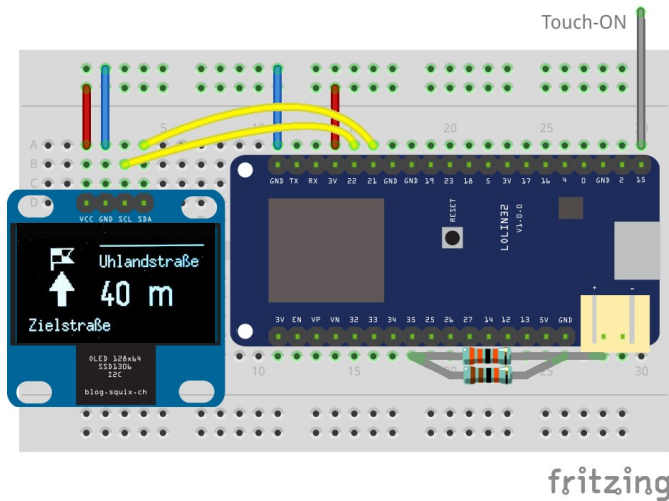 Touch-ON
5
20
25
A
B
C
D
GND TX RX 3V 22 21 GND GND 19 23 18 5 3V 17 16 4 0 GND 2 15
VCC GND SCL SDA
RESET
LOLIN32
V1.0.0
Uhlandstraße
40 m
Zielstraße
+ -
3V EN VP VN 32 33 34 35 25 26 27 14 12 13 5V GND
OLED 128x64
SSD1306
I2C
blog.squix.ch
10
15
30
fritzing